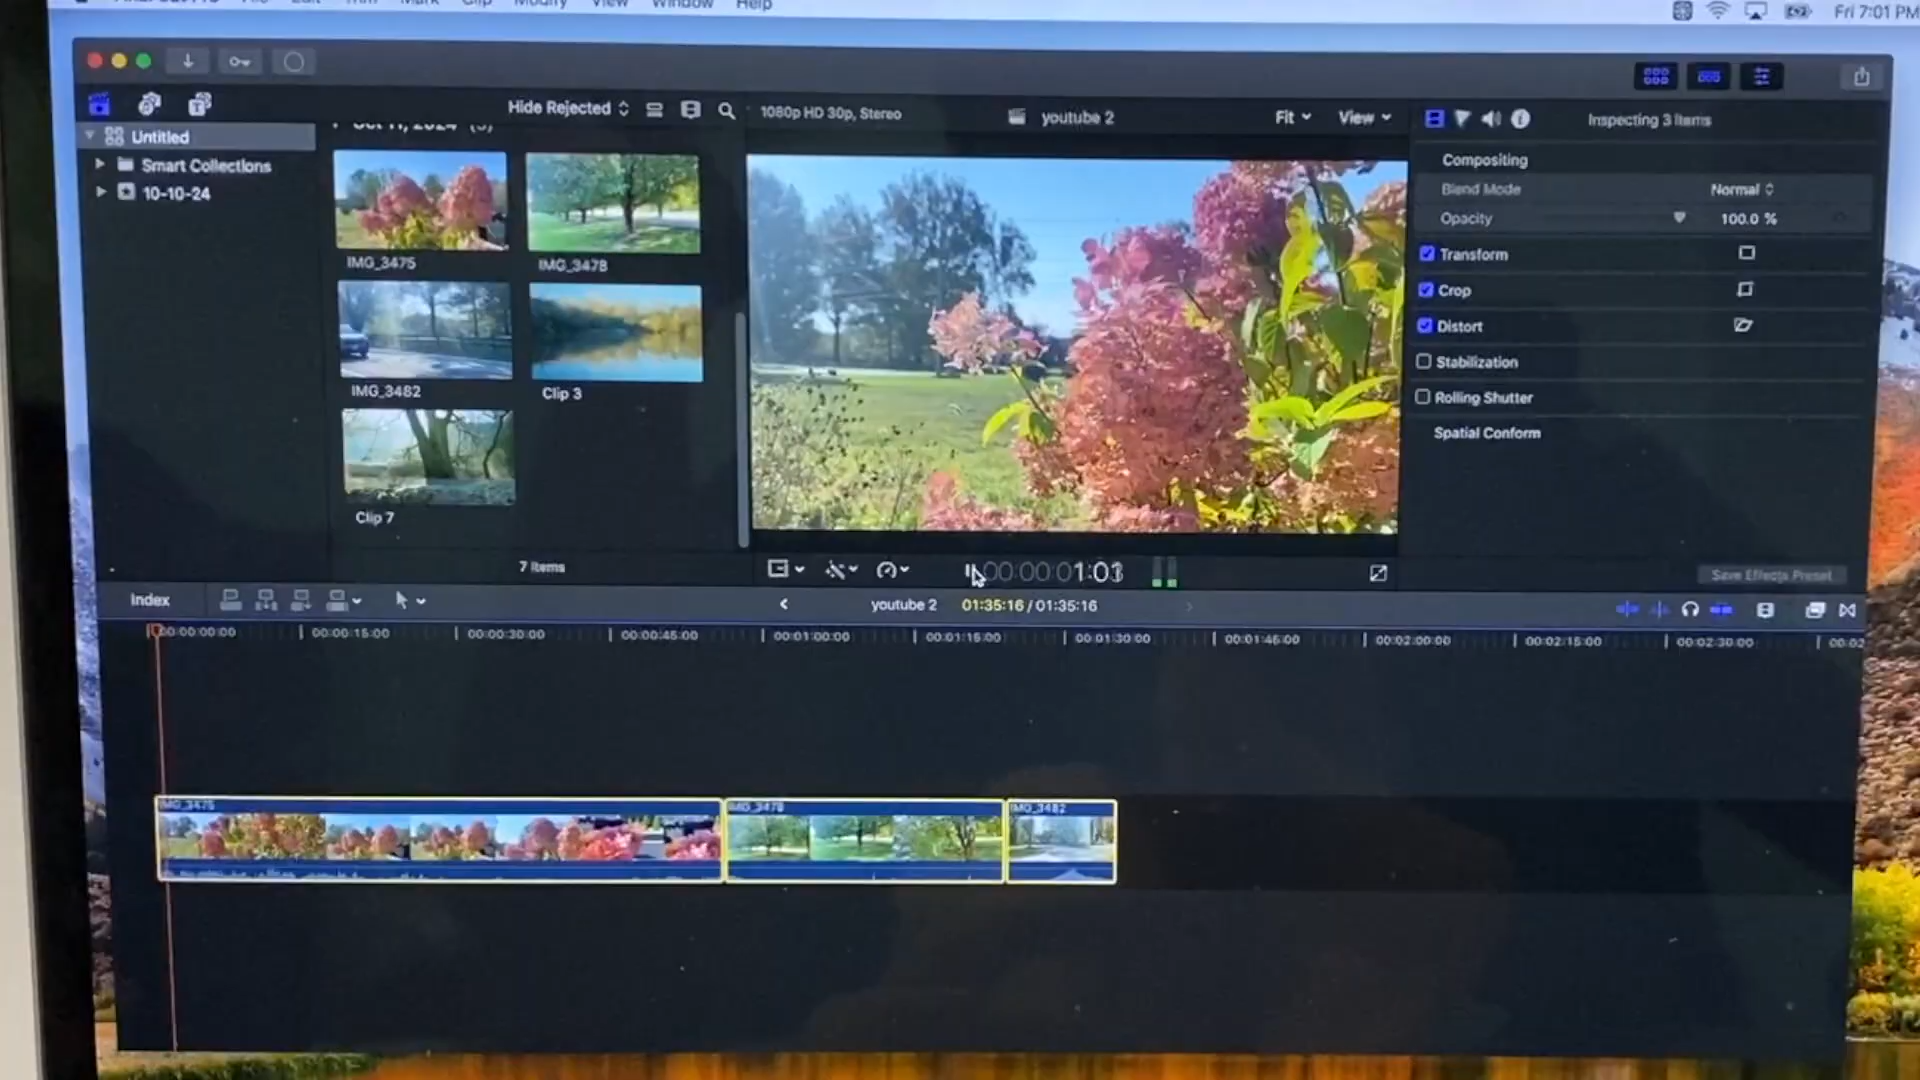 Trim Mark Clip Modify View Window Help
Fri 7:01 PM
Hide Rejected
1080p HD 30p, Stereo
youtube 2
Fit
View
Inspecting 3 Items
Untitled
Smart Collections
10-10-24
Oct 11, 2024 (5)
IMG_3475
IMG_3478
IMG_3482
Clip 3
Clip 7
7 Items
Compositing
Blend Mode
Normal
Opacity
100.0 %
Transform
Crop
Distort
Stabilization
Rolling Shutter
Spatial Conform
Save Effects Preset
Index
youtube 2
01:35:16 / 01:35:16
00:00:00:00
00:00:15:00
00:00:30:00
00:00:45:00
00:01:00:00
00:01:15:00
00:01:30:00
00:01:45:00
00:02:00:00
00:02:15:00
00:02:30:00
00:02
IMG_3475
IMG_3478
IMG_3482